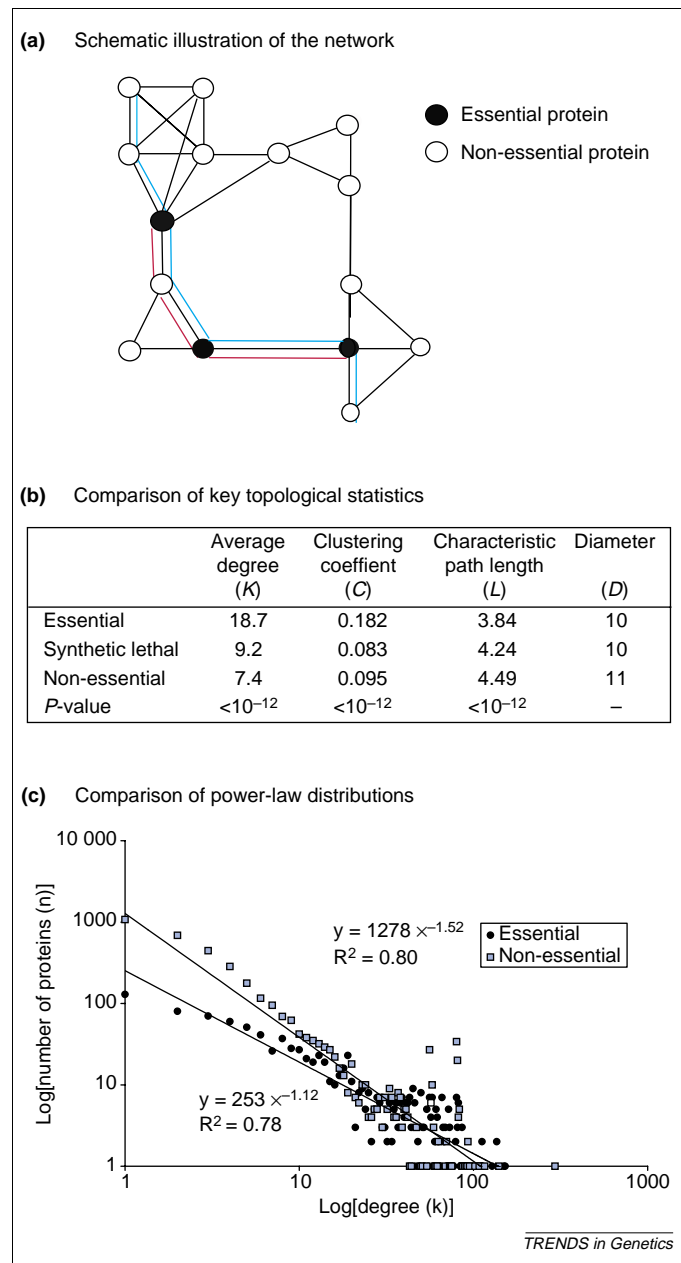 (a) Schematic illustration of the network
Essential protein
Non-essential protein
(b) Comparison of key topological statistics
Average degree (K) Clustering coeffient (C) Characteristic path length (L) Diameter (D)
Essential 18.7 0.182 3.84 10
Synthetic lethal 9.2 0.083 4.24 10
Non-essential 7.4 0.095 4.49 11
P-value <10⁻¹² <10⁻¹² <10⁻¹² –
(c) Comparison of power-law distributions
Log[number of proteins (n)]
10 000
1000
100
10
1
y = 1278 ×⁻¹·⁵²
R² = 0.80
Essential
Non-essential
y = 253 ×⁻¹·¹²
R² = 0.78
1 10 100 1000
Log[degree (k)]
TRENDS in Genetics